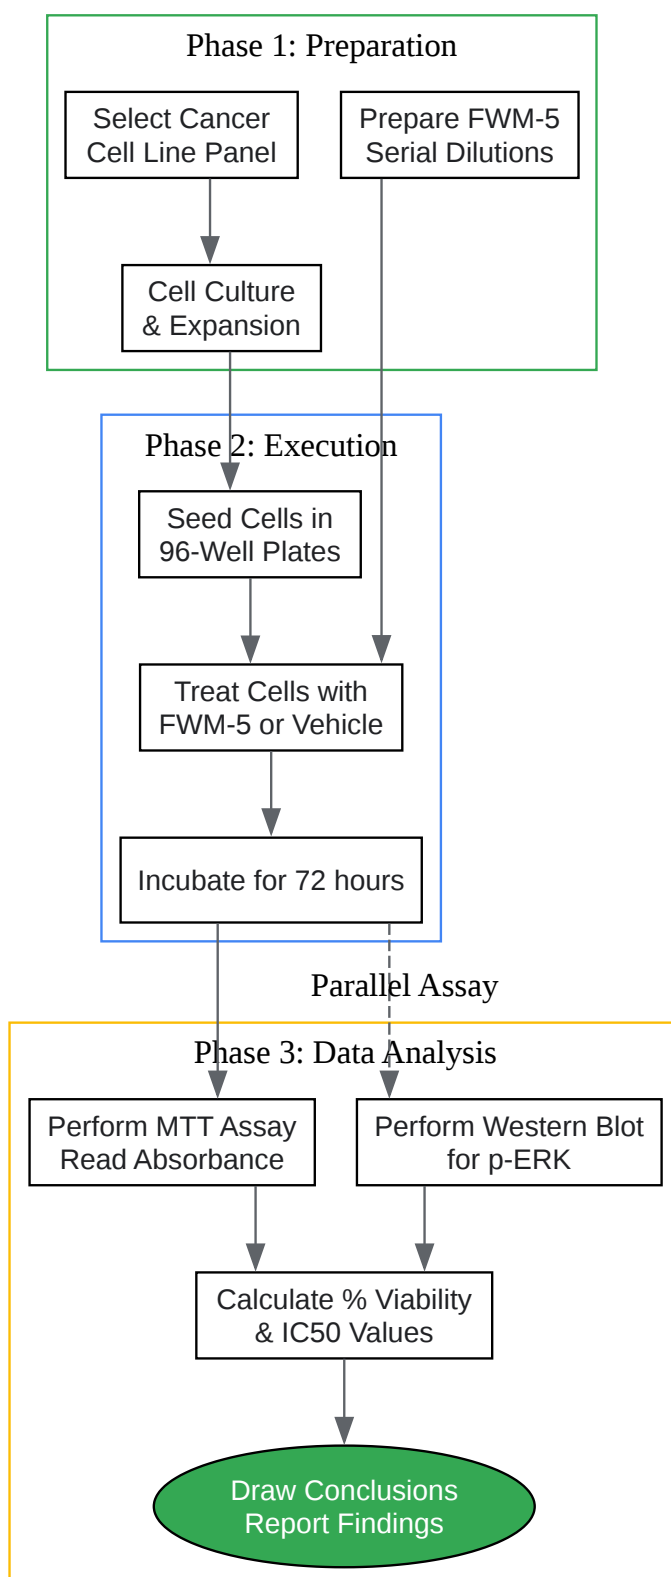 Phase 1: Preparation
Select Cancer
Cell Line Panel
Prepare FWM-5
Serial Dilutions
Cell Culture
& Expansion
Phase 2: Execution
Seed Cells in
96-Well Plates
Treat Cells with
FWM-5 or Vehicle
Incubate for 72 hours
Parallel Assay
Phase 3: Data Analysis
Perform MTT Assay
Read Absorbance
Perform Western Blot
for p-ERK
Calculate % Viability
& IC50 Values
Draw Conclusions
Report Findings